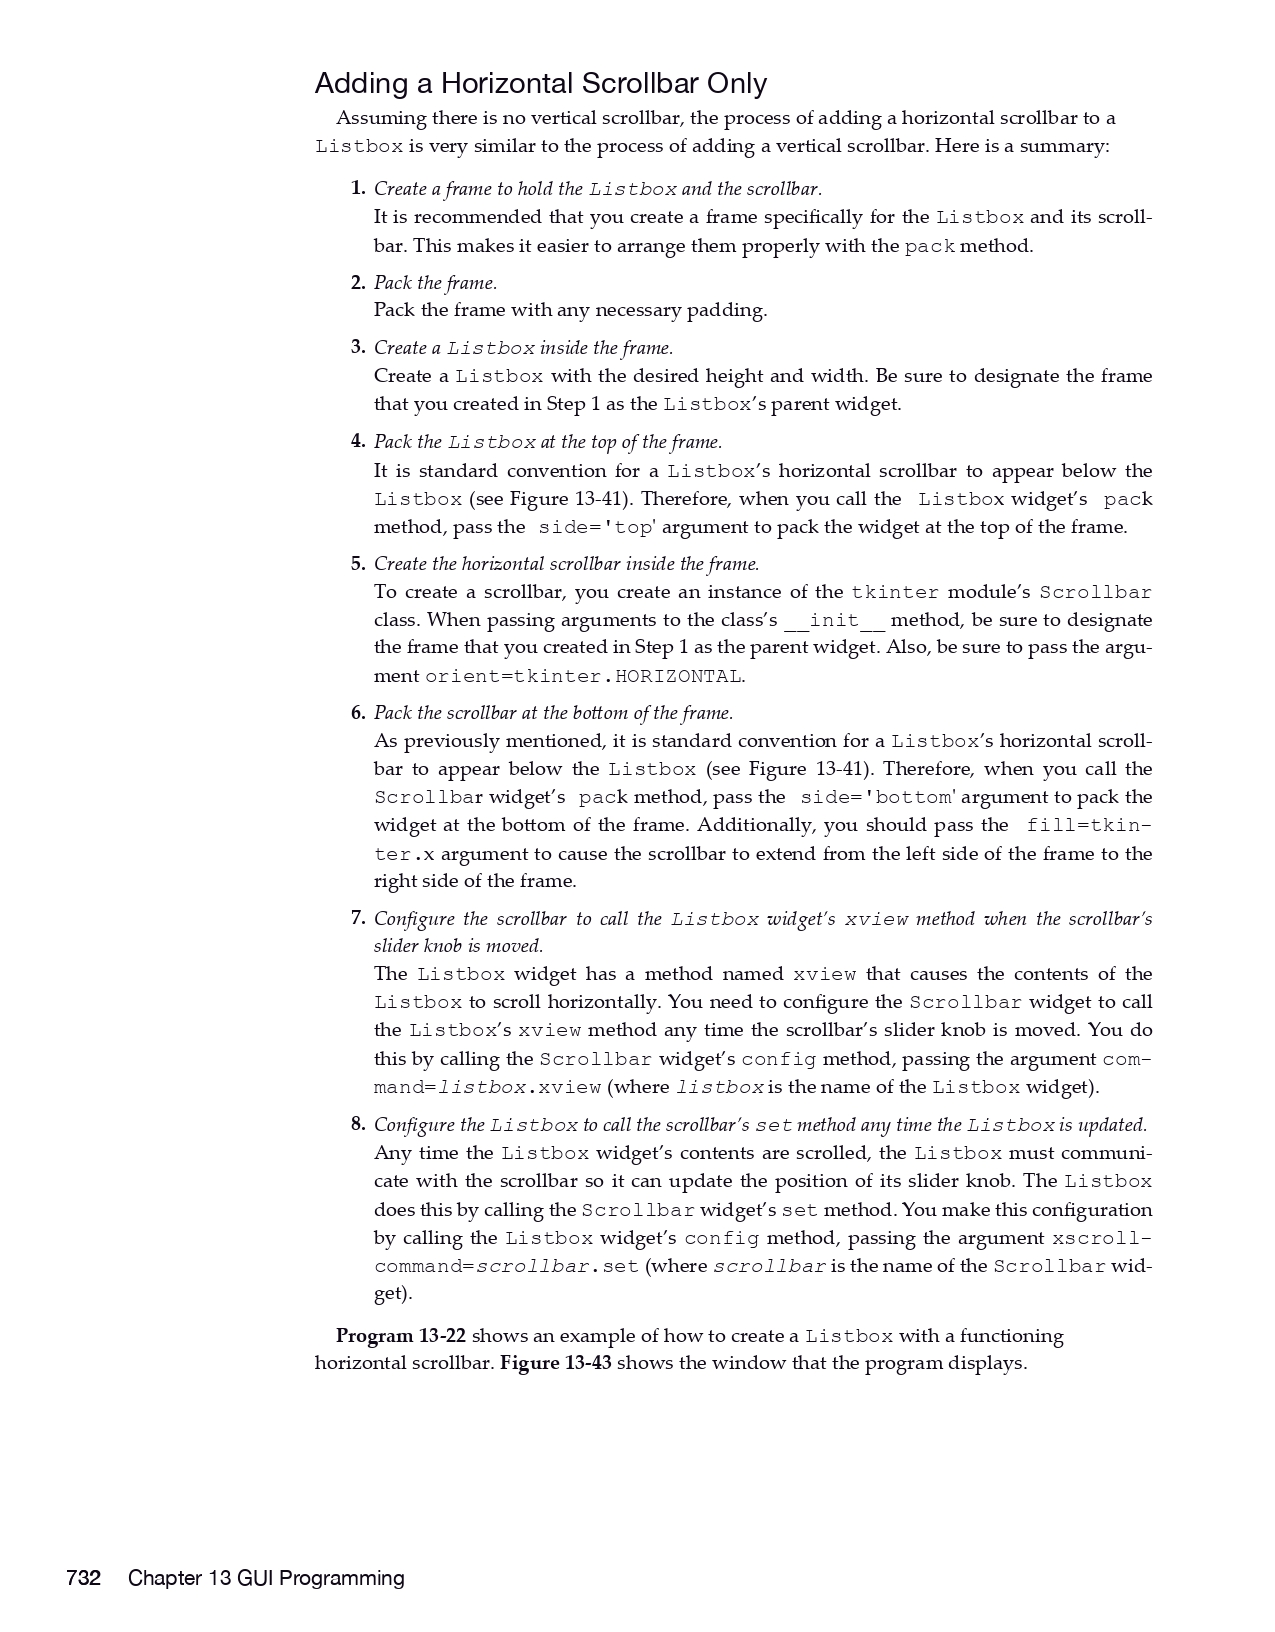 Adding a Horizontal Scrollbar Only
Assuming there is no vertical scrollbar, the process of adding a horizontal scrollbar to a
Listbox is very similar to the process of adding a vertical scrollbar. Here is a summary:
1. Create a frame to hold the Listbox and the scrollbar.
It is recommended that you create a frame specifically for the Listbox and its scroll-
bar. This makes it easier to arrange them properly with the pack method.
2. Pack the frame.
Pack the frame with any necessary padding.
3. Create a Listbox inside the frame.
Create a Listbox with the desired height and width. Be sure to designate the frame
that you created in Step 1 as the Listbox’s parent widget.
4. Pack the Listbox at the top of the frame.
It is standard convention for a Listbox’s horizontal scrollbar to appear below the
Listbox (see Figure 13-41). Therefore, when you call the Listbox widget’s pack
method, pass the side='top' argument to pack the widget at the top of the frame.
5. Create the horizontal scrollbar inside the frame.
To create a scrollbar, you create an instance of the tkinter module’s Scrollbar
class. When passing arguments to the class’s __init__ method, be sure to designate
the frame that you created in Step 1 as the parent widget. Also, be sure to pass the argu-
ment orient=tkinter.HORIZONTAL.
6. Pack the scrollbar at the bottom of the frame.
As previously mentioned, it is standard convention for a Listbox’s horizontal scroll-
bar to appear below the Listbox (see Figure 13-41). Therefore, when you call the
Scrollbar widget’s pack method, pass the side='bottom' argument to pack the
widget at the bottom of the frame. Additionally, you should pass the fill=tkin-
ter.x argument to cause the scrollbar to extend from the left side of the frame to the
right side of the frame.
7. Configure the scrollbar to call the Listbox widget’s xview method when the scrollbar’s
slider knob is moved.
The Listbox widget has a method named xview that causes the contents of the
Listbox to scroll horizontally. You need to configure the Scrollbar widget to call
the Listbox’s xview method any time the scrollbar’s slider knob is moved. You do
this by calling the Scrollbar widget’s config method, passing the argument com-
mand=listbox.xview (where listbox is the name of the Listbox widget).
8. Configure the Listbox to call the scrollbar’s set method any time the Listbox is updated.
Any time the Listbox widget’s contents are scrolled, the Listbox must communi-
cate with the scrollbar so it can update the position of its slider knob. The Listbox
does this by calling the Scrollbar widget’s set method. You make this configuration
by calling the Listbox widget’s config method, passing the argument xscroll-
command=scrollbar.set (where scrollbar is the name of the Scrollbar wid-
get).
Program 13-22 shows an example of how to create a Listbox with a functioning
horizontal scrollbar. Figure 13-43 shows the window that the program displays.
732 Chapter 13 GUI Programming